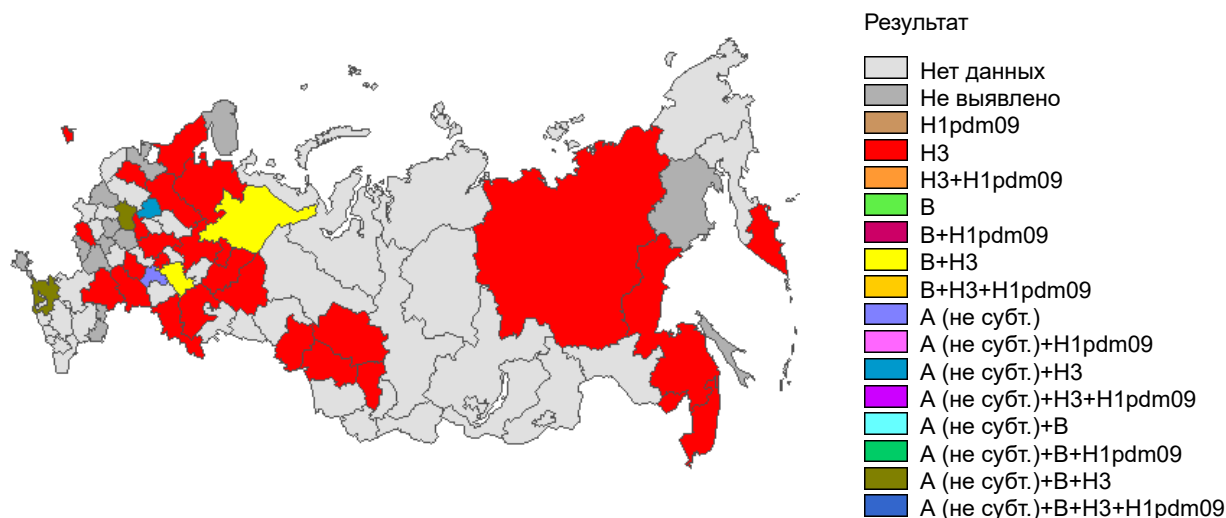 Результат
Нет данных
Не выявлено
H1pdm09
H3
H3+H1pdm09
B
B+H1pdm09
B+H3
B+H3+H1pdm09
А (не субт.)
А (не субт.)+H1pdm09
А (не субт.)+H3
А (не субт.)+H3+H1pdm09
А (не субт.)+B
А (не субт.)+B+H1pdm09
А (не субт.)+B+H3
А (не субт.)+B+H3+H1pdm09